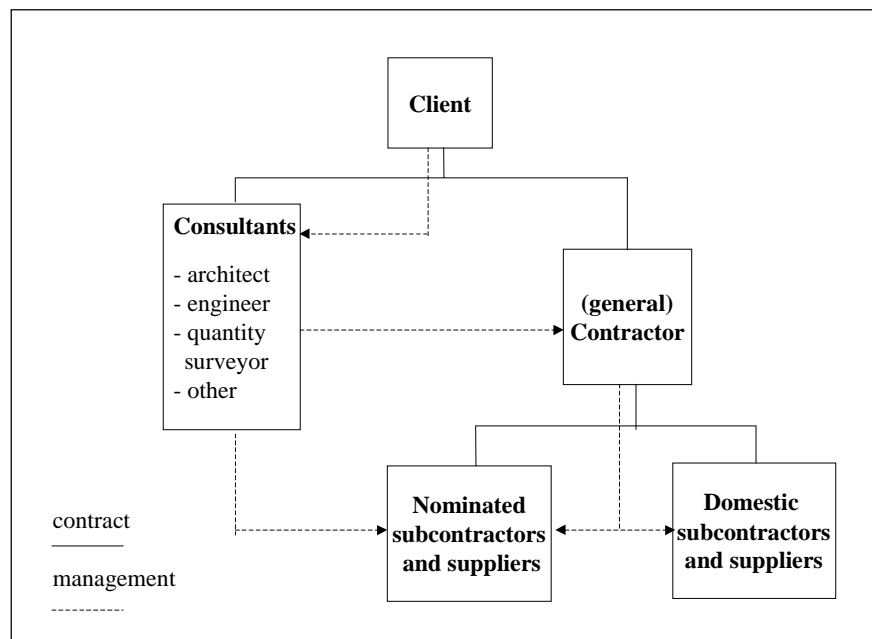 Client
Consultants
- architect
- engineer
- quantity
surveyor
- other
(general)
Contractor
Nominated
subcontractors
and suppliers
Domestic
subcontractors
and suppliers
contract
management